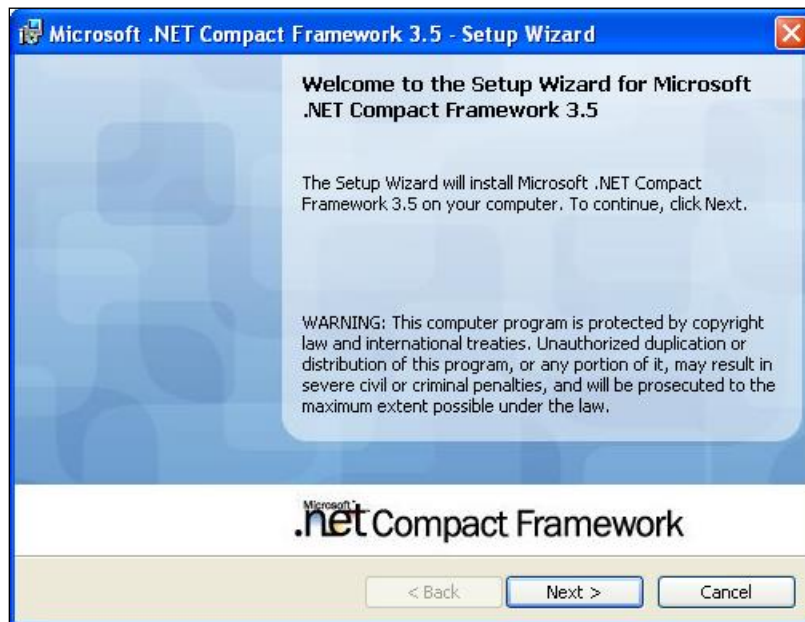 Microsoft .NET Compact Framework 3.5 - Setup Wizard
Welcome to the Setup Wizard for Microsoft
.NET Compact Framework 3.5
The Setup Wizard will install Microsoft .NET Compact
Framework 3.5 on your computer. To continue, click Next.
WARNING: This computer program is protected by copyright
law and international treaties. Unauthorized duplication or
distribution of this program, or any portion of it, may result in
severe civil or criminal penalties, and will be prosecuted to the
maximum extent possible under the law.
Microsoft
.net Compact Framework
< Back Next > Cancel